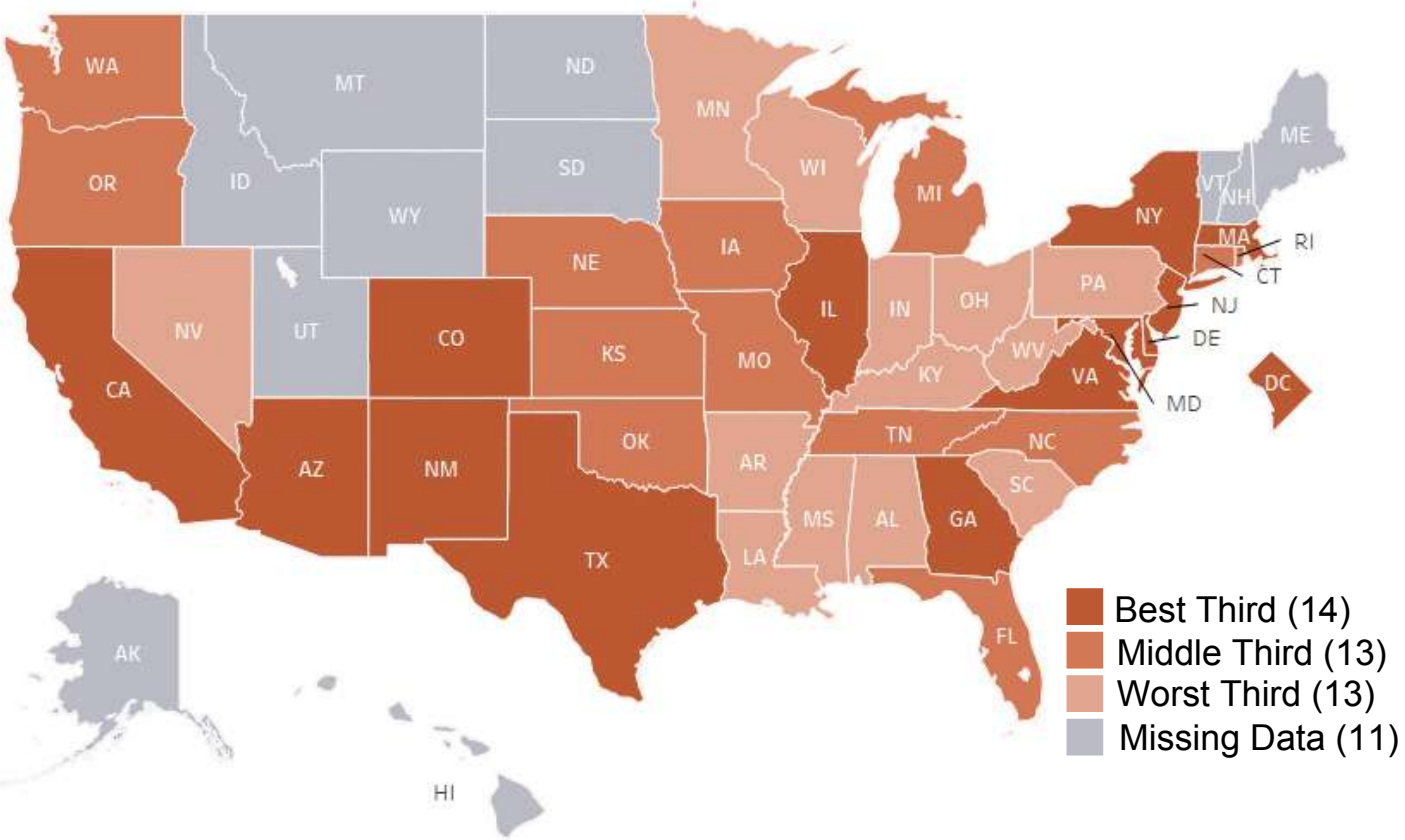 WA
MT
ND
MN
ME
OR
ID
SD
WI
MI
VT
NH
NY
WY
MA
RI
IA
NE
CT
PA
OH
IN
IL
NJ
NV
UT
CO
DE
KS
MO
WV
KY
VA
CA
DC
MD
OK
TN
NC
AZ
NM
AR
SC
MS
AL
GA
TX
LA
FL
AK
HI
Best Third (14)
Middle Third (13)
Worst Third (13)
Missing Data (11)